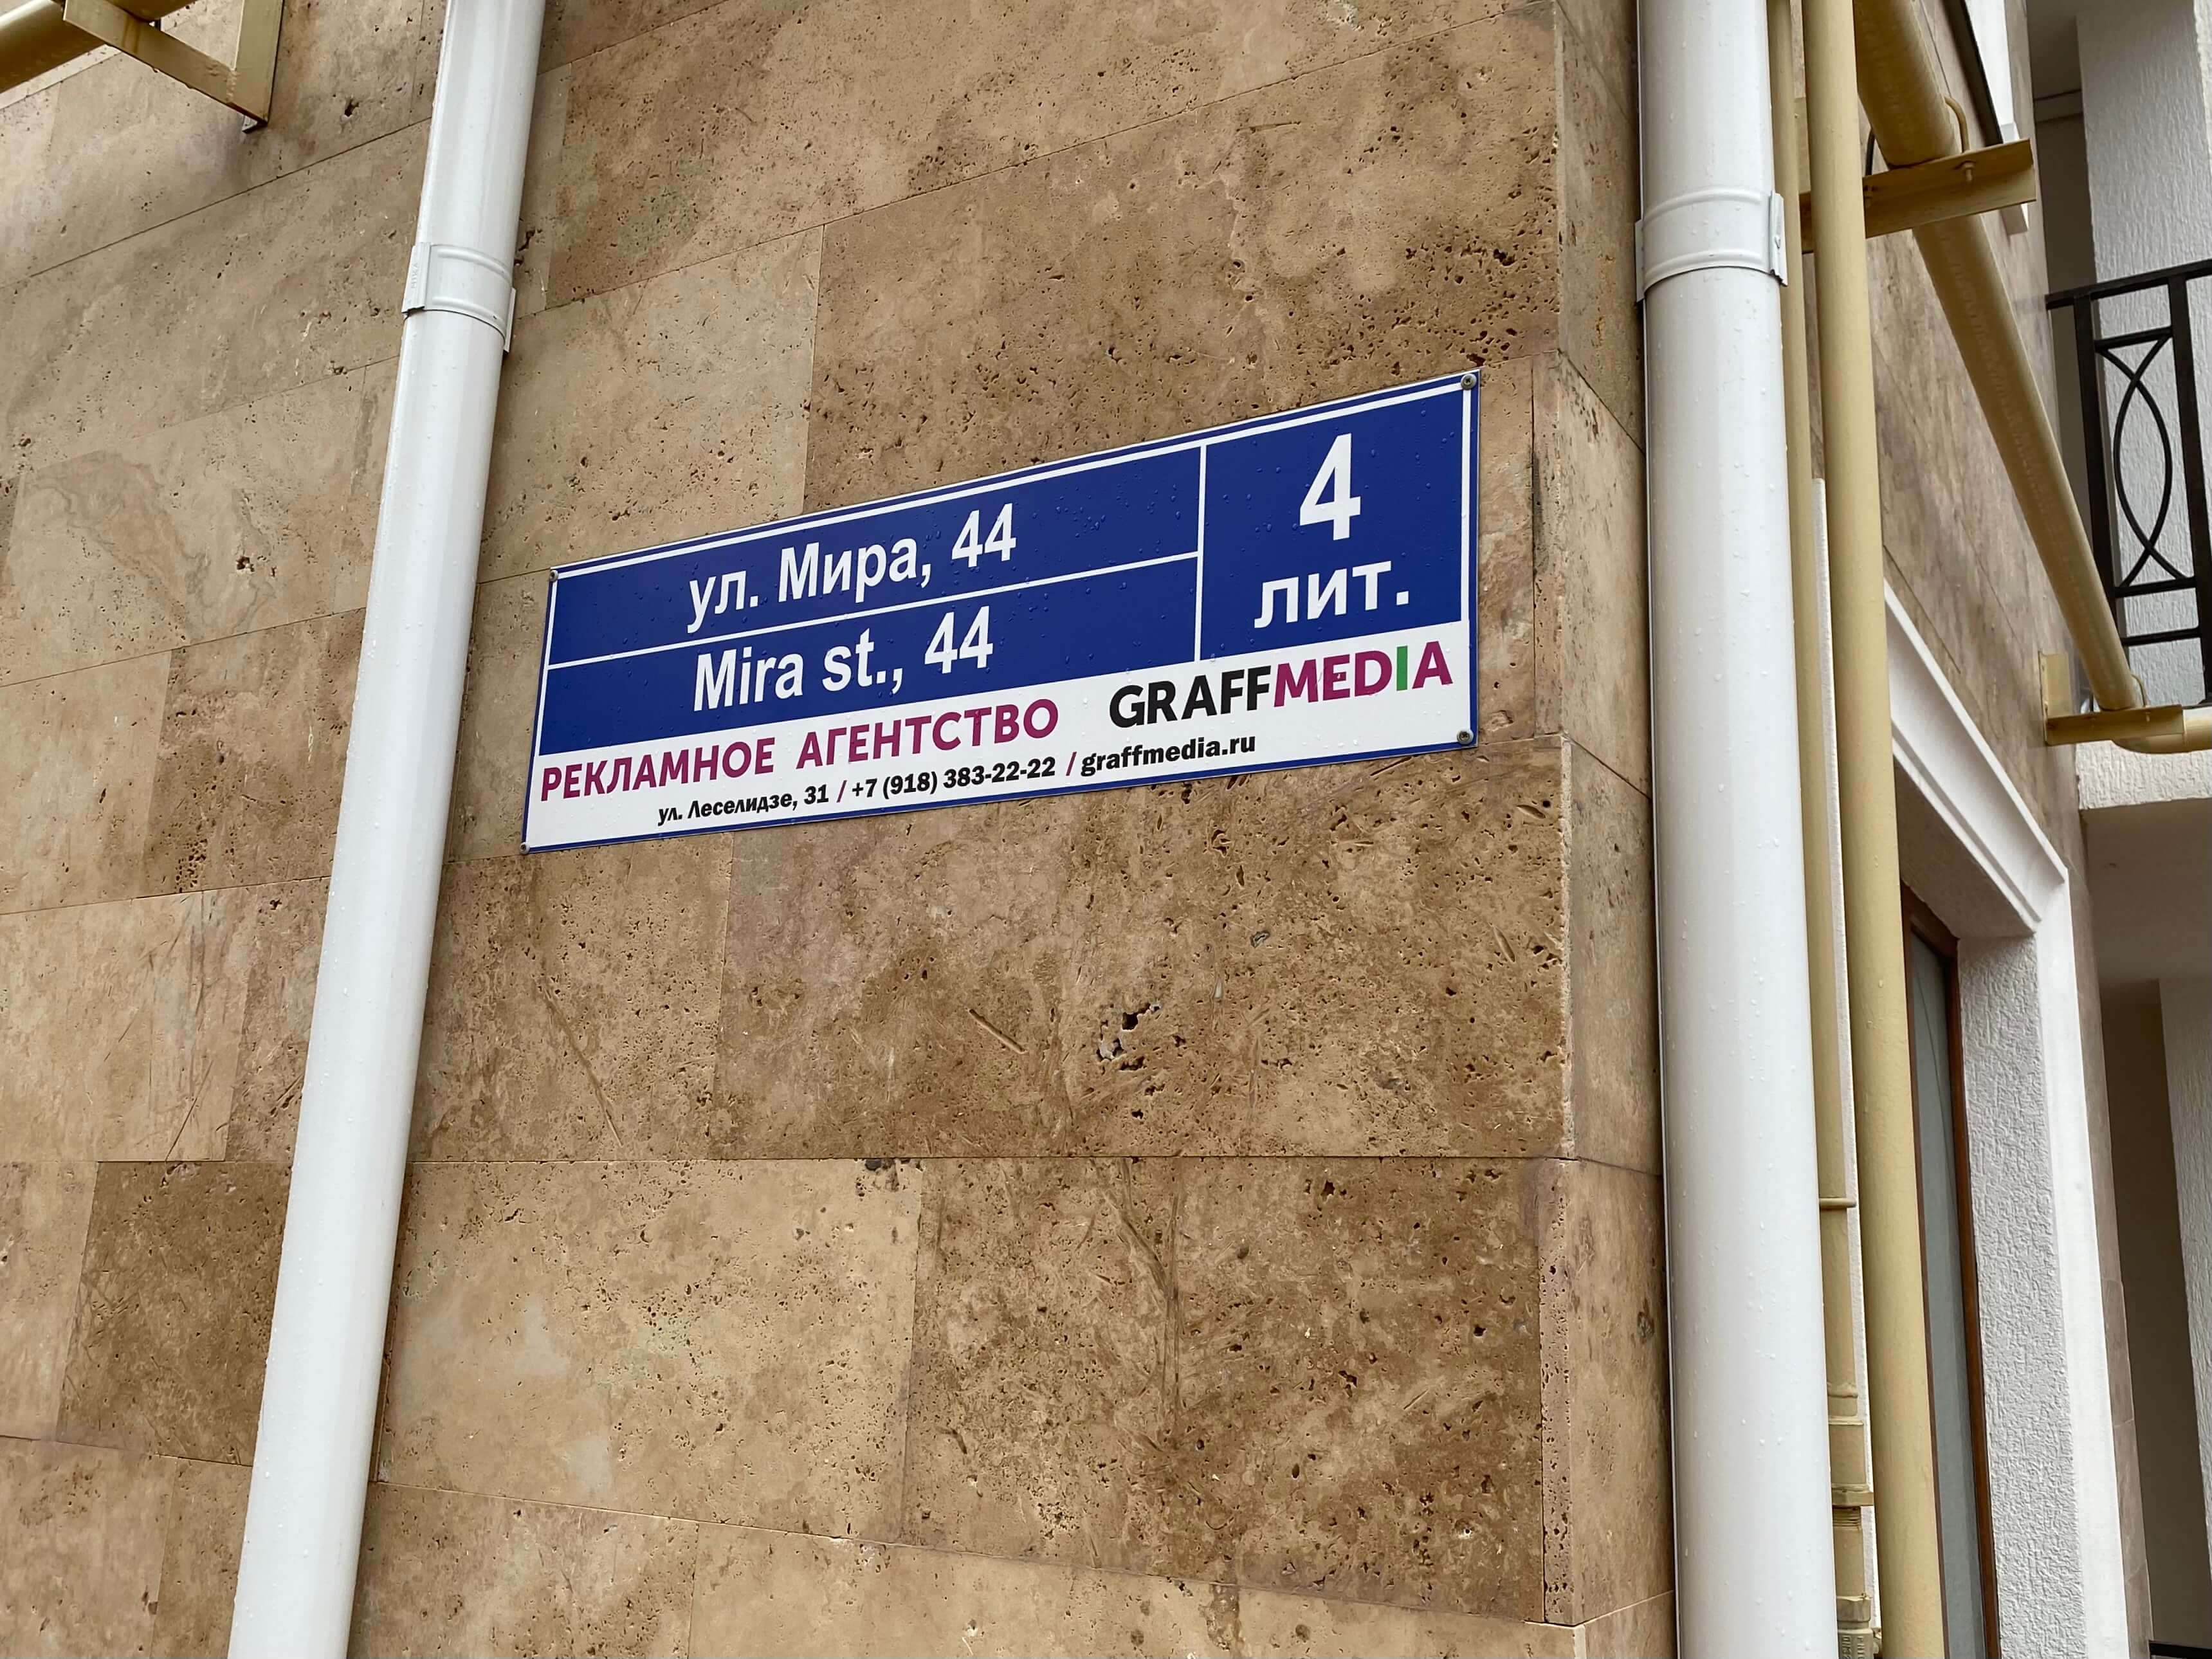 ул. Мира, 44
Mira st., 44
4
лит.
РЕКЛАМНОЕ АГЕНТСТВО GRAFFMEDIA
ул. Леселидзе, 31 / +7 (918) 383-22-22 / graffmedia.ru